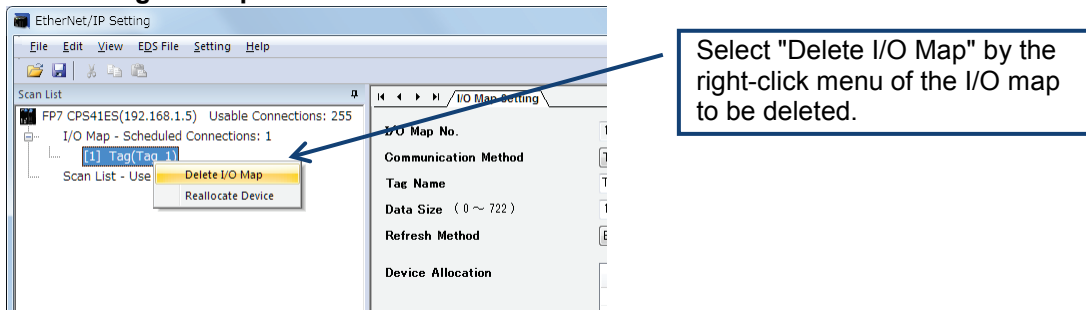 EtherNet/IP Setting
File Edit View EDS File Setting Help
Scan List
FP7 CPS41ES(192.168.1.5) Usable Connections: 255
I/O Map - Scheduled Connections: 1
[1] Tag(Tag_1)
Scan List - Use
Delete I/O Map
Reallocate Device
I/O Map Setting
I/O Map No.
Communication Method
Tag Name
Data Size (0～722)
Refresh Method
Device Allocation
Select "Delete I/O Map" by the
right-click menu of the I/O map
to be deleted.